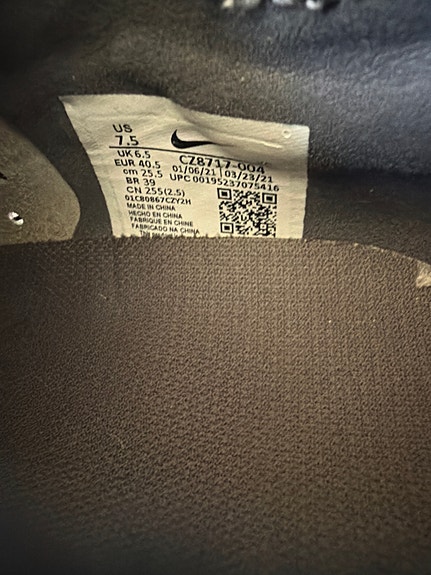 US
7.5
UK 6.5
EUR 40.5
cm 25.5
BR 39
CN 255(2.5)
CZ8717-004
01/06/21 03/23/21
UPC 00195237075416
01CB0867CZY2H
MADE IN CHINA
HECHO EN CHINA
FABRIQUÉ EN CHINE
FABRICADO NA CHINA